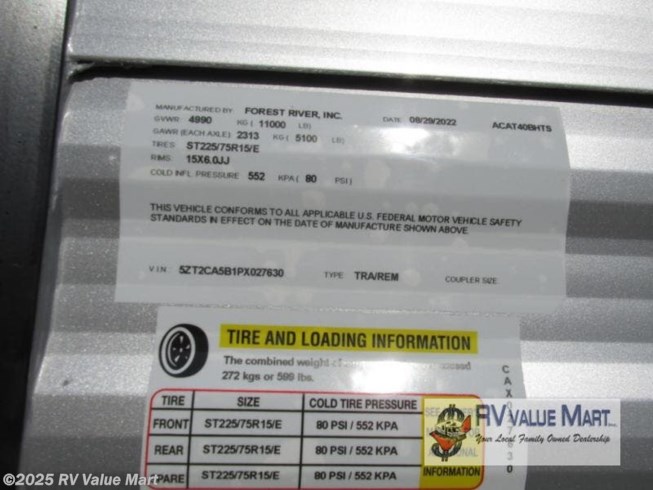 MANUFACTURED BY FOREST RIVER, INC. DATE: 08/29/2022 ACAT40BHTS
GVWR 4990 KG ( 11000 LB)
GAWR (EACH AXLE) 2313 KG ( 5100 LB)
TIRES ST225/75R15/E
RIMS 15X6.0JJ
COLD INFL. PRESSURE 552 KPA ( 80 PSI )
THIS VEHICLE CONFORMS TO ALL APPLICABLE U.S. FEDERAL MOTOR VEHICLE SAFETY
STANDARDS IN EFFECT ON THE DATE OF MANUFACTURE SHOWN ABOVE
V I N: 5ZT2CA5B1PX027630 TYPE TRA/REM COUPLER SIZE:
TIRE AND LOADING INFORMATION
The combined weight
272 kgs or 599 lbs.
TIRE SIZE COLD TIRE PRESSURE
FRONT ST225/75R15/E 80 PSI / 552 KPA
REAR ST225/75R15/E 80 PSI / 552 KPA
PARE ST225/75R15/E 80 PSI / 552 KPA
INFORMATION
RV VALUE MART INC.
Your Local Family Owned Dealership
©2025 RV Value Mart